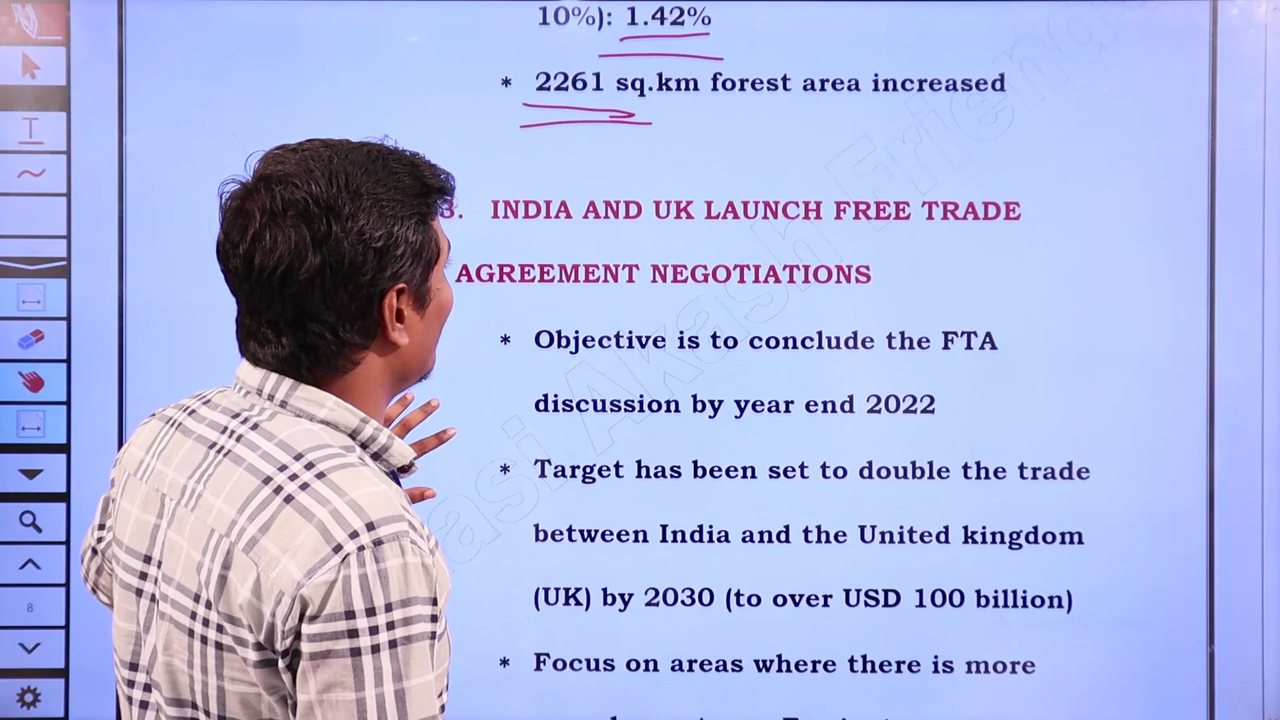 10%): 1.42%
* 2261 sq.km forest area increased
3. INDIA AND UK LAUNCH FREE TRADE
AGREEMENT NEGOTIATIONS
* Objective is to conclude the FTA
discussion by year end 2022
* Target has been set to double the trade
between India and the United kingdom
(UK) by 2030 (to over USD 100 billion)
* Focus on areas where there is more
Akash Friend
T
8